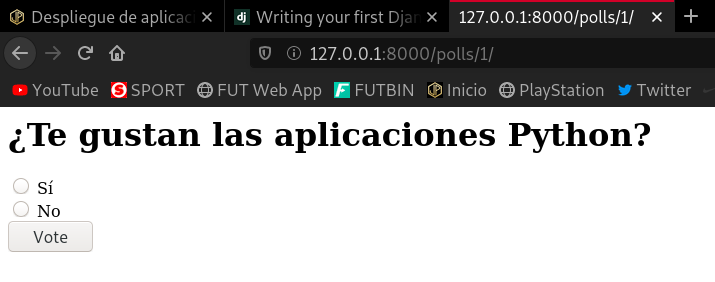 Despliegue de aplicac
Writing your first Djan
127.0.0.1:8000/polls/1/
127.0.0.1:8000/polls/1/
YouTube SPORT FUT Web App FUTBIN Inicio PlayStation Twitter
¿Te gustan las aplicaciones Python?
Sí
No
Vote